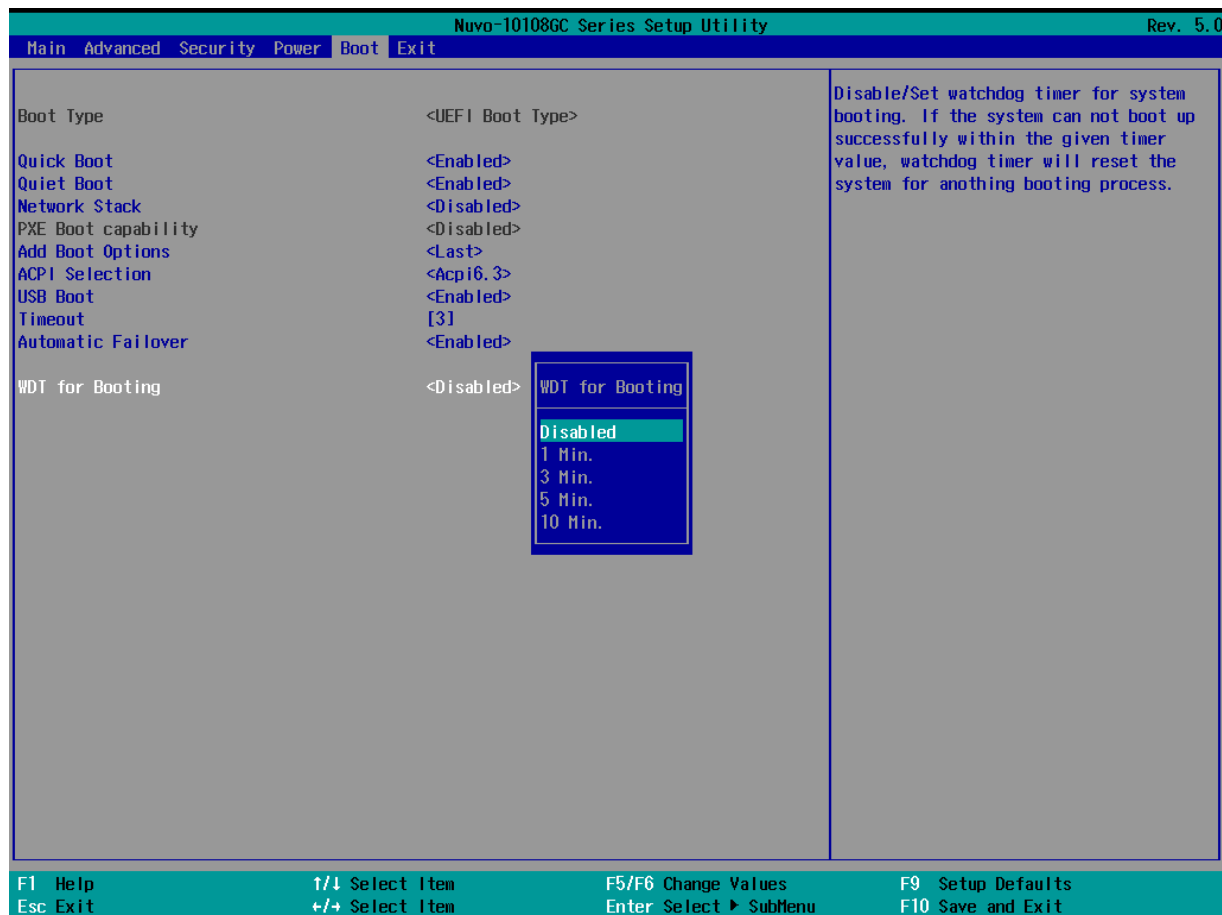 Nuvo-10108GC Series Setup Utility Rev. 5.0
Main Advanced Security Power Boot Exit
Boot Type <UEFI Boot Type>
Quick Boot <Enabled>
Quiet Boot <Enabled>
Network Stack <Disabled>
PXE Boot capability <Disabled>
Add Boot Options <Last>
ACPI Selection <Acpi6.3>
USB Boot <Enabled>
Timeout [3]
Automatic Failover <Enabled>
WDT for Booting <Disabled>
WDT for Booting
Disabled
1 Min.
3 Min.
5 Min.
10 Min.
Disable/Set watchdog timer for system
booting. If the system can not boot up
successfully within the given timer
value, watchdog timer will reset the
system for anothing booting process.
F1 Help ↑/↓ Select Item F5/F6 Change Values F9 Setup Defaults
Esc Exit ←/→ Select Item Enter Select ▶ SubMenu F10 Save and Exit